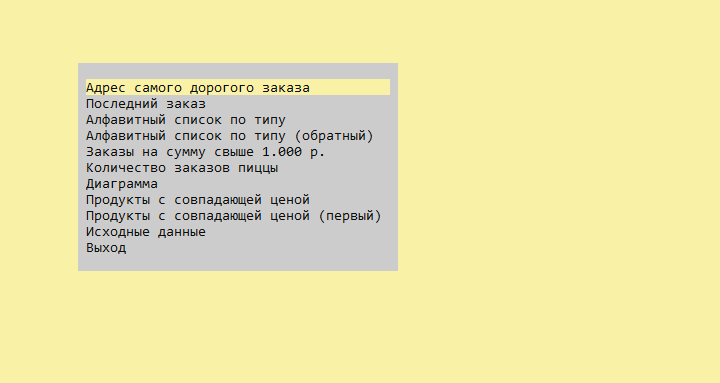 Адрес самого дорогого заказа
Последний заказ
Алфавитный список по типу
Алфавитный список по типу (обратный)
Заказы на сумму свыше 1.000 р.
Количество заказов пиццы
Диаграмма
Продукты с совпадающей ценой
Продукты с совпадающей ценой (первый)
Исходные данные
Выход